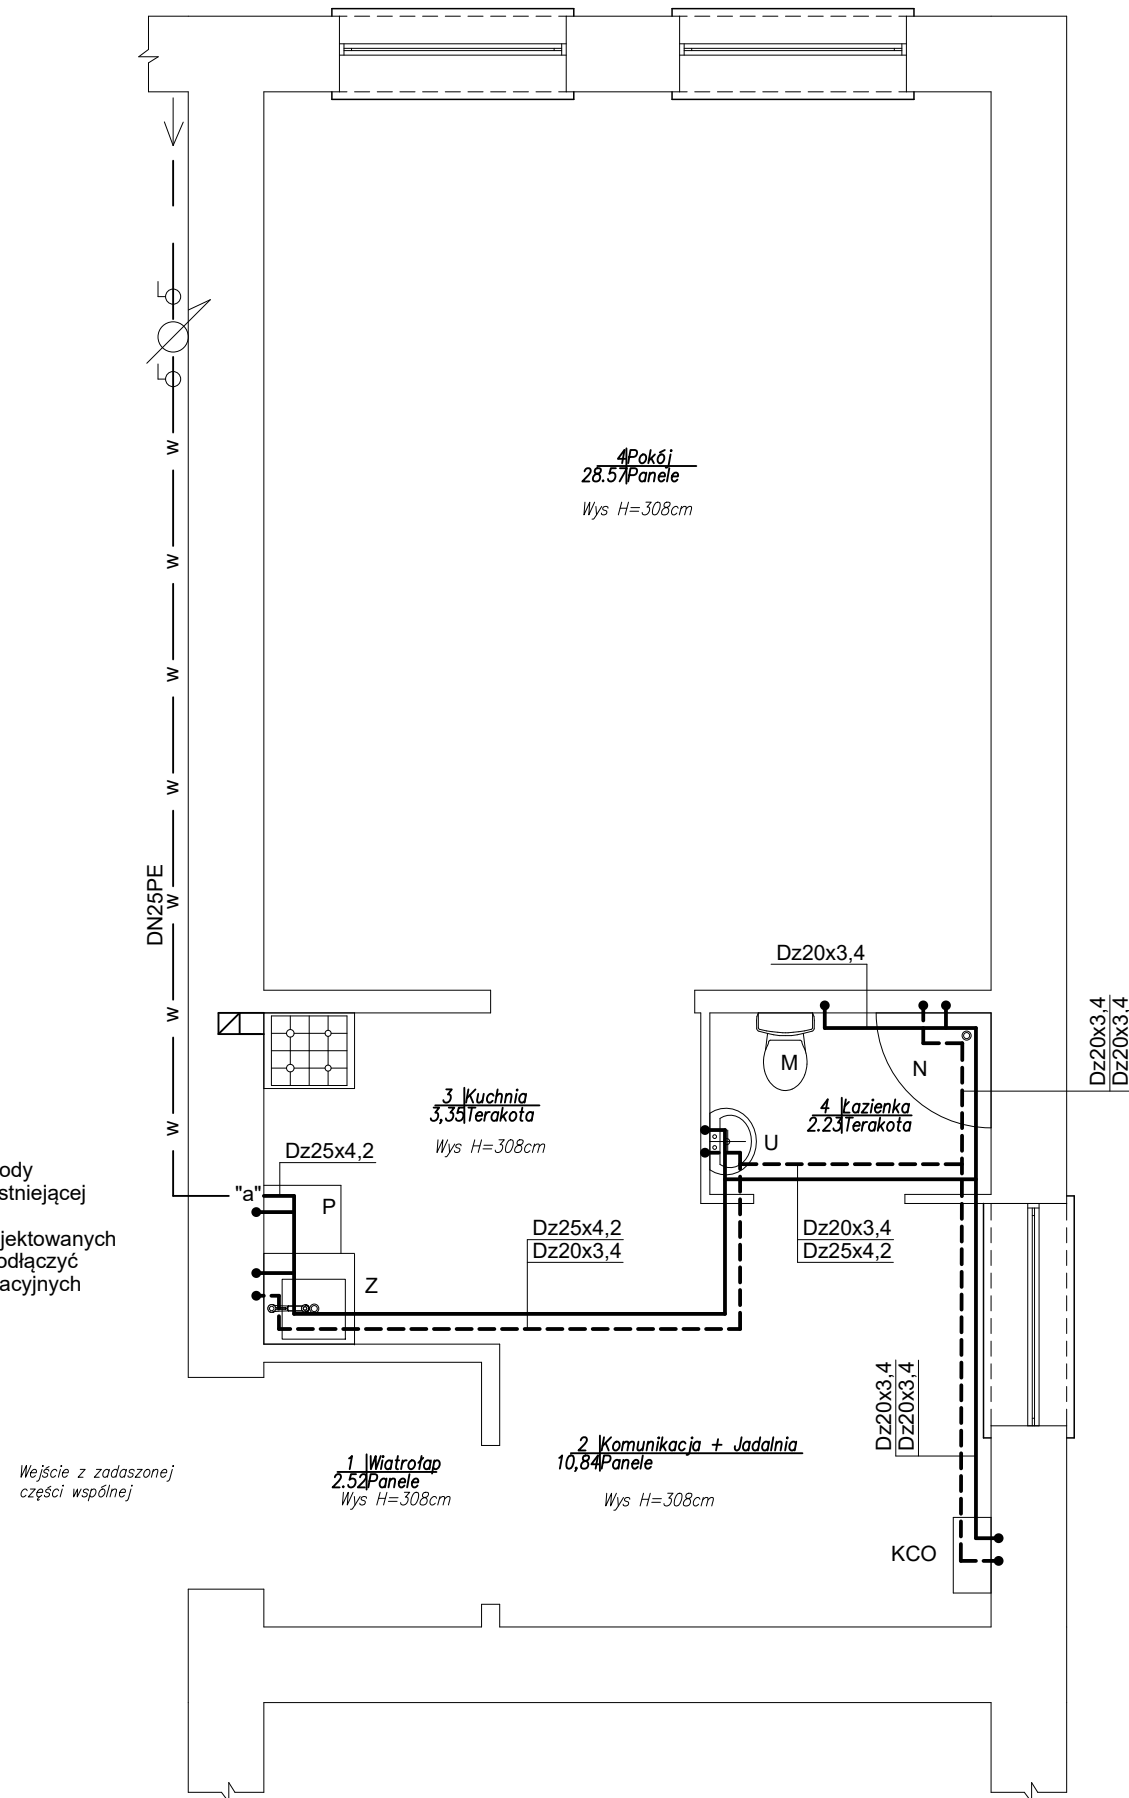 4 Pokój
28.57 Panele
Wys H=308cm
W
W
W
W
DN25PE
W
W
W
Dz20x3,4
Dz20x3,4
Dz20x3,4
M
N
3 Kuchnia
3,35 Terakota
Wys H=308cm
4 Łazienka
2.23 Terakota
U
Dz25x4,2
ody
stniejącej
"a"
P
jektowanych
odłączyć
acyjnych
Z
Dz25x4,2
Dz20x3,4
Dz20x3,4
Dz25x4,2
Dz20x3,4
Dz20x3,4
Wejście z zadaszonej
części wspólnej
1 Wiatrołap
2.52 Panele
Wys H=308cm
2 Komunikacja + Jadalnia
10,84 Panele
Wys H=308cm
KCO